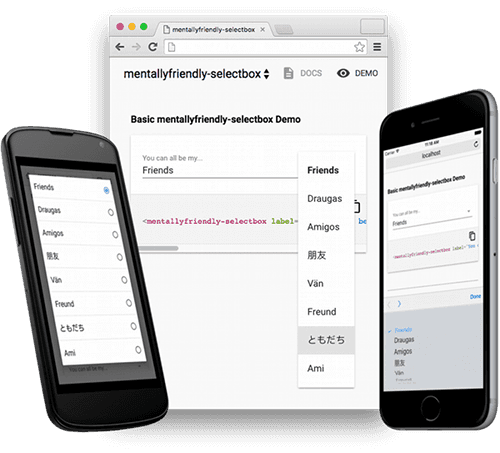 mentallyfriendly-selectbox
mentallyfriendly-selectbox
DOCS
DEMO
Basic mentallyfriendly-selectbox Demo
You can all be my...
Friends
<mentallyfriendly-selectbox label=
Friends
Draugas
Amigos
朋友
Vän
Freund
ともだち
Ami
Friends
Draugas
Amigos
朋友
Vän
Freund
ともだち
Ami
You can all be my...
11:18 AM
localhost
Basic mentallyfriendly-selectbox Demo
You can all be my...
Friends
<mentallyfriendly-selectbox label="You
Done
Friends
Draugas
Amigos
朋友
Vän